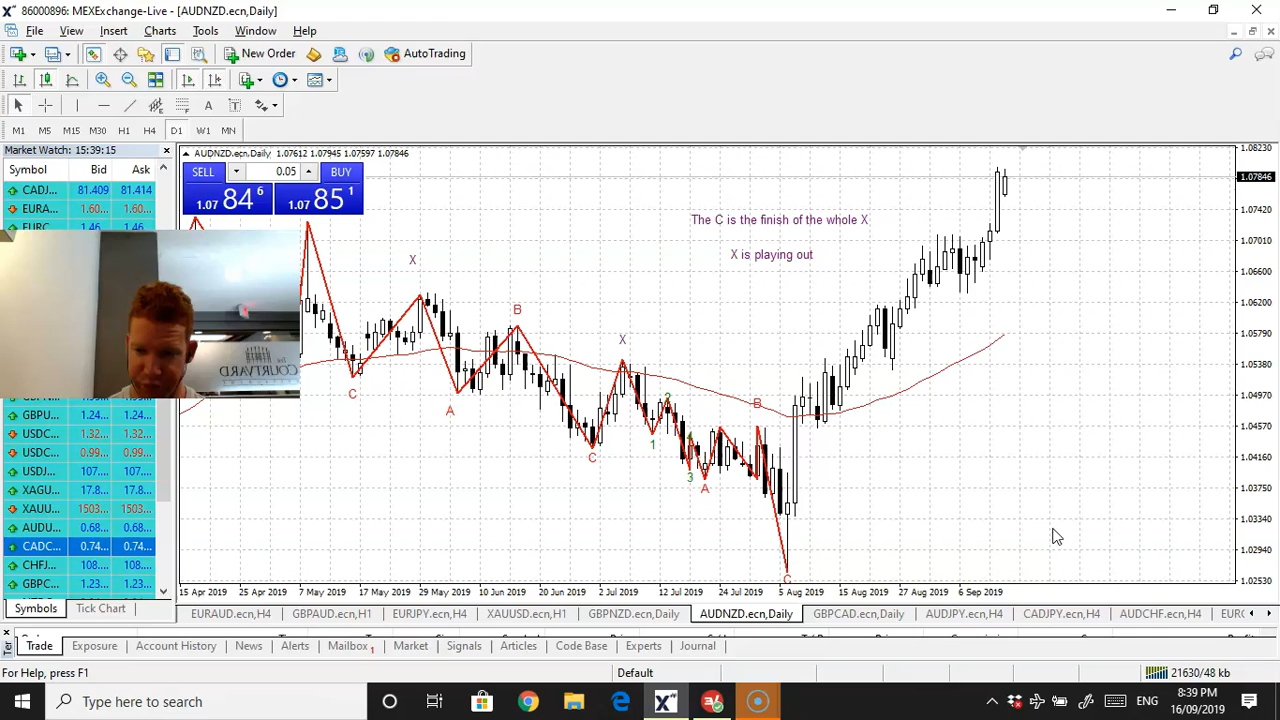 86000896: MEXExchange-Live - [AUDNZD.ecn,Daily]
File View Insert Charts Tools Window Help
New Order AutoTrading
M1 M5 M15 M30 H1 H4 D1 W1 MN
Market Watch: 15:39:15
Symbol Bid Ask
CADJ... 81.409 81.414
EURA... 1.60... 1.60...
EURC... 1.46... 1.46...
GBPU... 1.24... 1.24...
USDC... 1.32... 1.32...
USDC... 0.99... 0.99...
USDJ... 107.... 107....
XAGU... 17.8... 17.8...
XAUU... 1503... 1503...
AUDU... 0.68... 0.68...
CADC... 0.74... 0.74...
CHFJ... 108.... 108....
GBPC... 1.23... 1.23...
Symbols Tick Chart
AUDNZD.ecn,Daily 1.07612 1.07945 1.07597 1.07846
SELL 0.05 BUY
1.07 84 6 1.07 85 1
The C is the finish of the whole X
X is playing out
X
B
X
C
A
C
1
2
3
4
A
B
C
1.08230
1.07846
1.07420
1.07010
1.06600
1.06200
1.05790
1.05380
1.04970
1.04570
1.04160
1.03750
1.03340
1.02940
1.02530
15 Apr 2019 25 Apr 2019 7 May 2019 17 May 2019 29 May 2019 10 Jun 2019 20 Jun 2019 2 Jul 2019 12 Jul 2019 24 Jul 2019 5 Aug 2019 15 Aug 2019 27 Aug 2019 6 Sep 2019
THE COURTYARD
EURAUD.ecn,H4 GBPAUD.ecn,H1 EURJPY.ecn,H4 XAUUSD.ecn,H1 GBPNZD.ecn,Daily AUDNZD.ecn,Daily GBPCAD.ecn,Daily AUDJPY.ecn,H4 CADJPY.ecn,H4 AUDCHF.ecn,H4 EURC
Trade Exposure Account History News Alerts Mailbox 1 Market Signals Articles Code Base Experts Journal
For Help, press F1 Default 21630/48 kb
Type here to search ENG 8:39 PM
16/09/2019